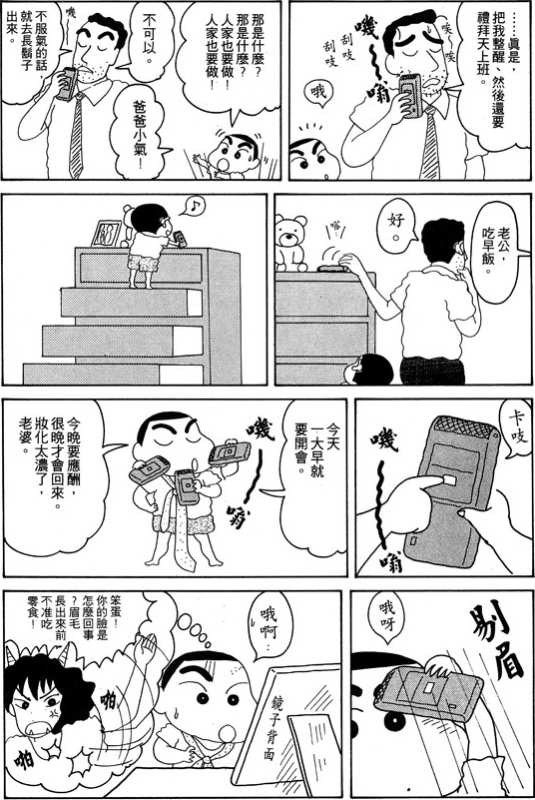 ……真是，
把我整醒、然後還要
禮拜天上班。
唉～
唉～
嘰
嗡
刮吱
刮吱
哦
那是什麼？
那是什麼？
人家也要做！
人家也要做！
不可。
嘰
不服氣的話
就去長鬍子
出來。
爸爸小氣！
老公，
吃早飯。
好。
喀
♪
卡吱
嘰
嗡
今天
一大早就
要開會。
嘰
嗡
今晚要應酬，
很晚才會回來。
妝化太濃了，
老婆。
剔眉
哦呀
哦啊…
鏡子背面
笨蛋！
你的臉是
怎麼回事
？眉毛
長出來前
不准吃
零食！
啪
啪